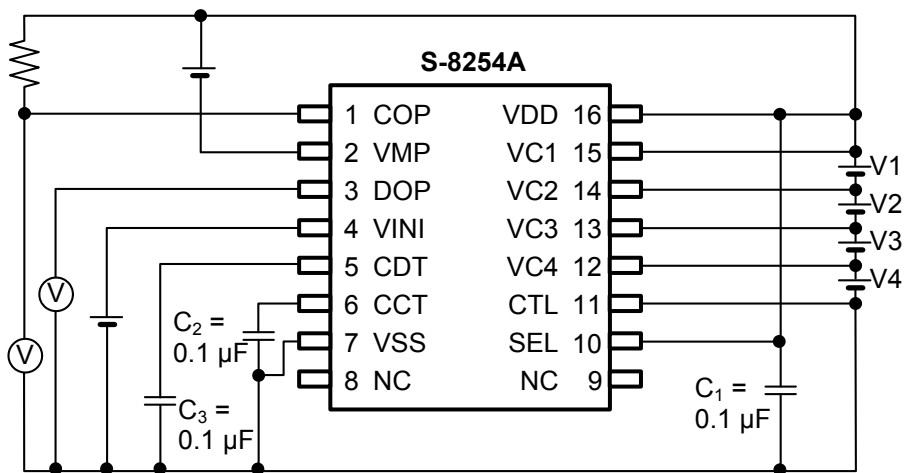 S-8254A
1 COP VDD 16
2 VMP VC1 15
3 DOP VC2 14
4 VINI VC3 13
5 CDT VC4 12
6 CCT CTL 11
7 VSS SEL 10
8 NC NC 9
V1
V2
V3
V4
V
V
C₂ =
0.1 µF
C₃ =
0.1 µF
C₁ =
0.1 µF